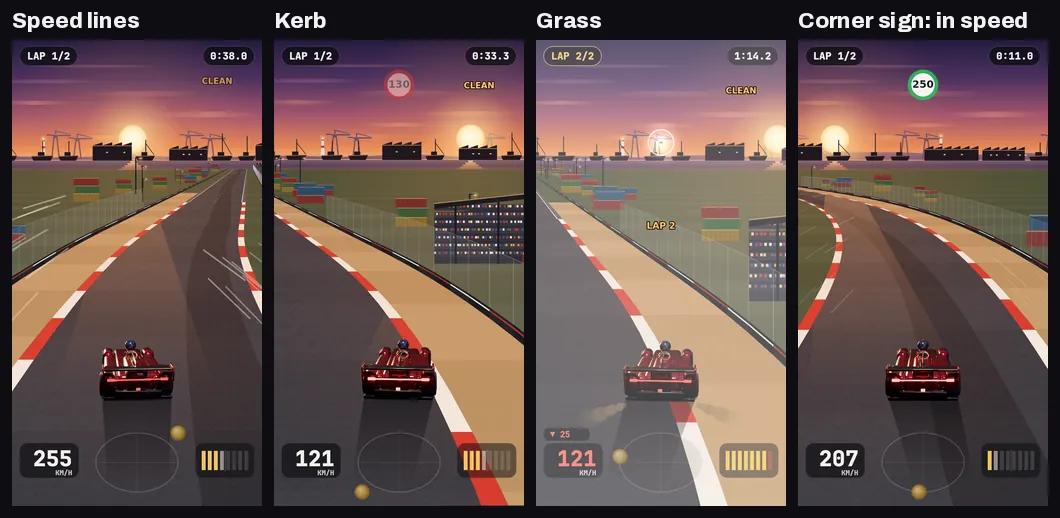 Speed lines
LAP 1/2
0:38.0
CLEAN
255
KM/H
Kerb
LAP 1/2
0:33.3
130
CLEAN
121
KM/H
Grass
LAP 2/2
1:14.2
CLEAN
LAP 2
▼ 25
121
KM/H
Corner sign: in speed
LAP 1/2
0:11.0
250
207
KM/H